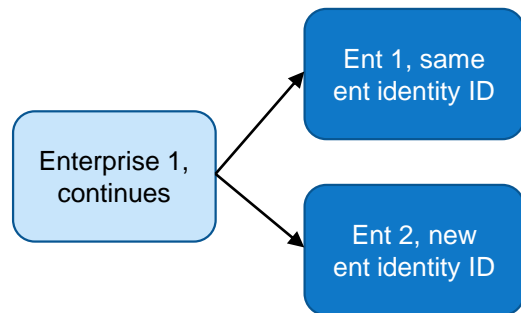 Enterprise 1,
continues
Ent 1, same
ent identity ID
Ent 2, new
ent identity ID